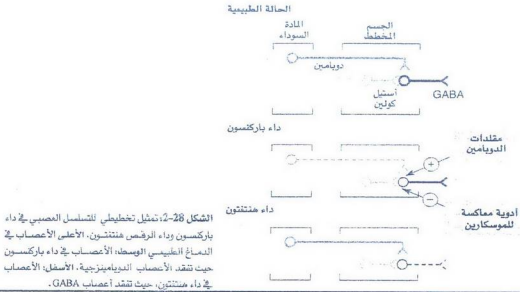 الحالة الطبيعية
المادة السوداء
الجسم المخطط
دوبامين
أستيل كولين
GABA
داء باركنسون
مقلدات الدوبامين
+
−
أدوية معاكسة للموسكارين
داء هنتنتون
الشكل 28-2: تمثيل تخطيطي للتسلسل العصبي في داء
باركنسون وداء الرقص هنتنتون. الأعلى الأعصاب في
الدماغ الطبيعي الوسط: الأعصاب في داء باركنسون
حيث تفقد الأعصاب الدوبامينرجية. الأسفل: الأعصاب
في داء هنتنتون، حيث تفقد أعصاب GABA.